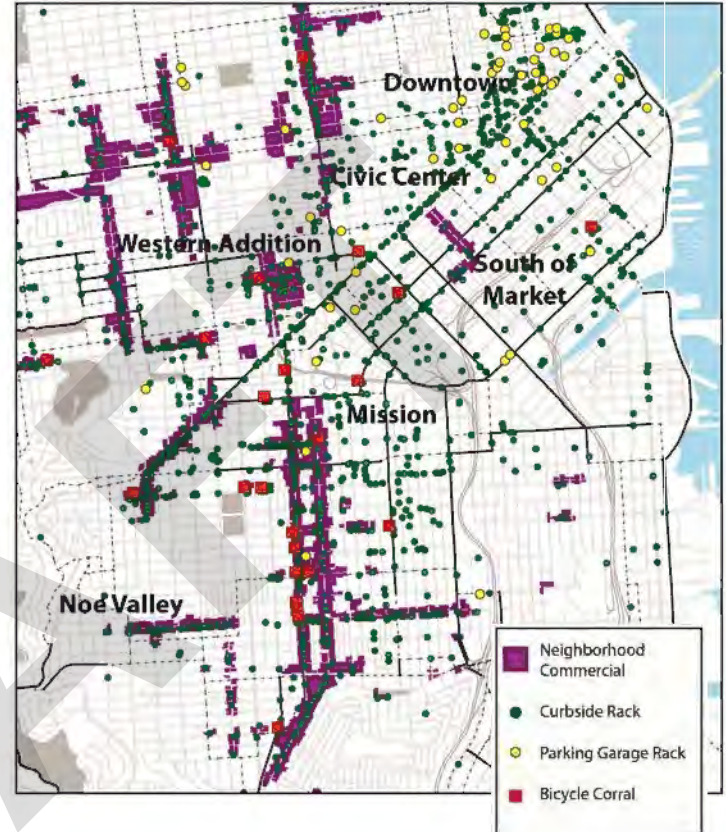 Downtown
Civic Center
Western Addition
South of
Market
Mission
Noe Valley
Neighborhood
Commercial
Curbside Rack
Parking Garage Rack
Bicycle Corral